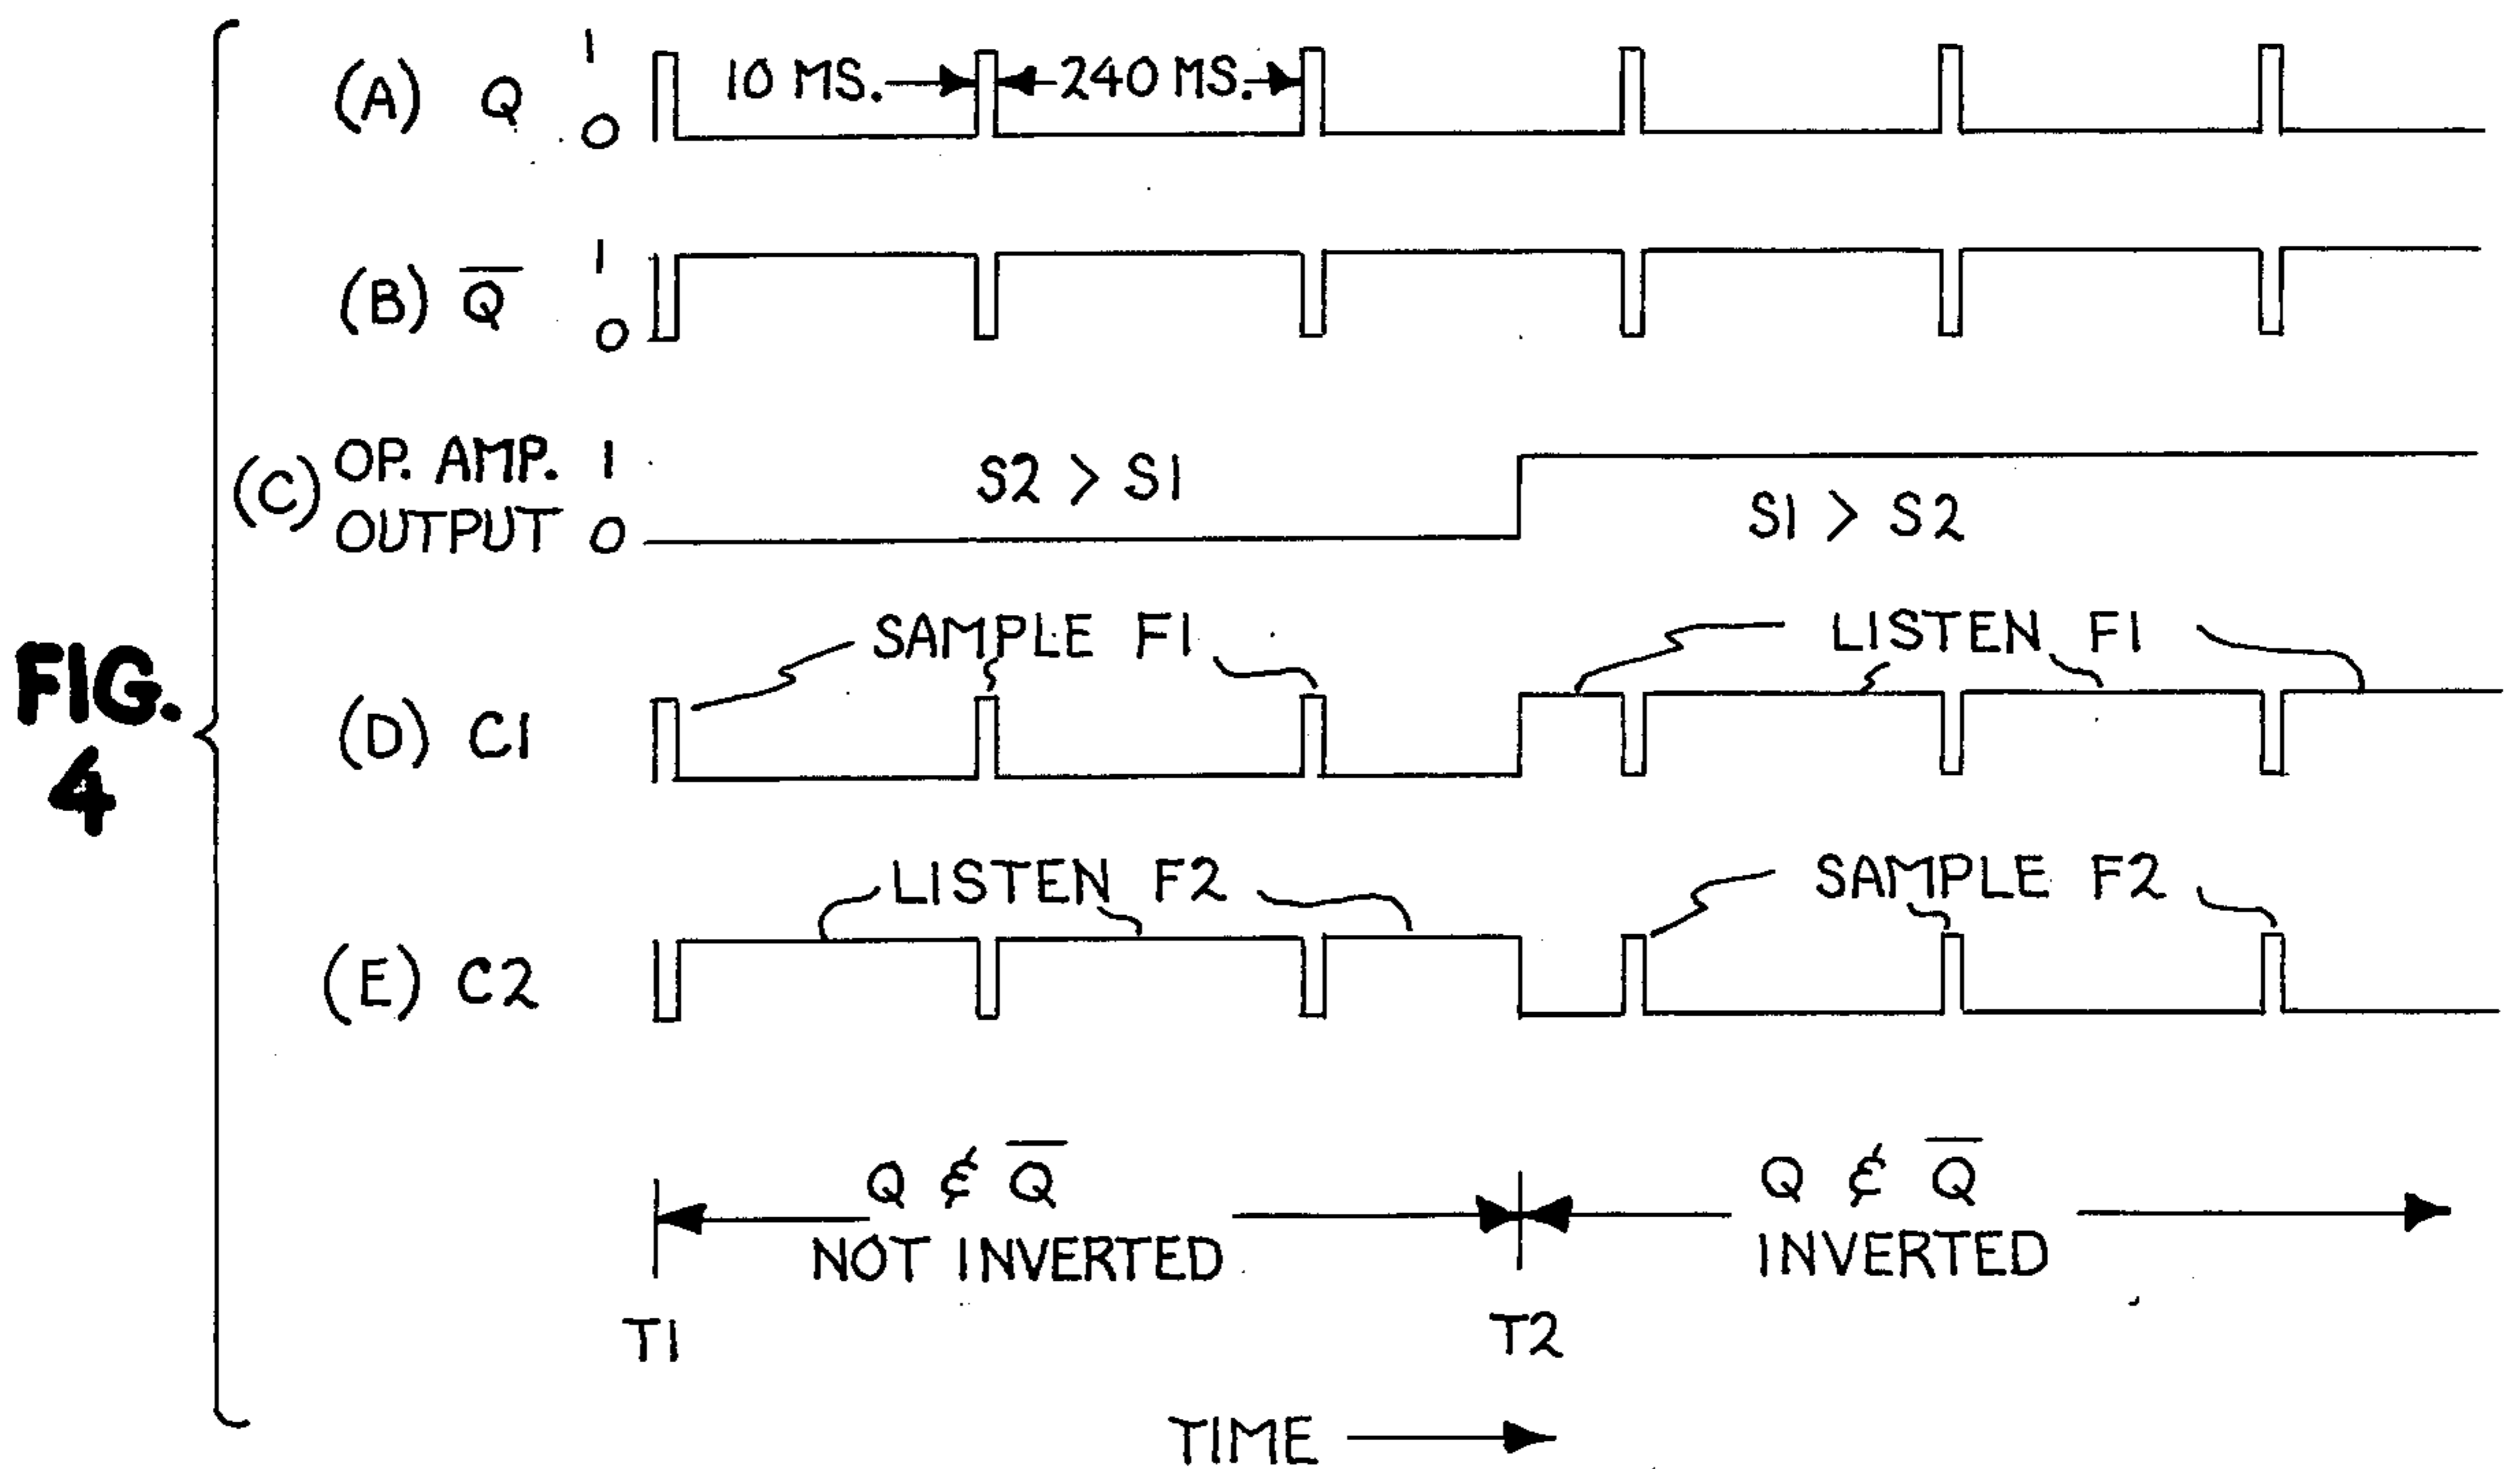 FIG.
4
(A) Q 1
0
10 MS.
240 MS.
(B) Q̅ 1
0
(C) OP. AMP. 1
OUTPUT 0
S2 > S1
S1 > S2
(D) C1
SAMPLE F1
LISTEN F1
(E) C2
LISTEN F2
SAMPLE F2
Q & Q̅
NOT INVERTED
Q & Q̅
INVERTED
T1
T2
TIME